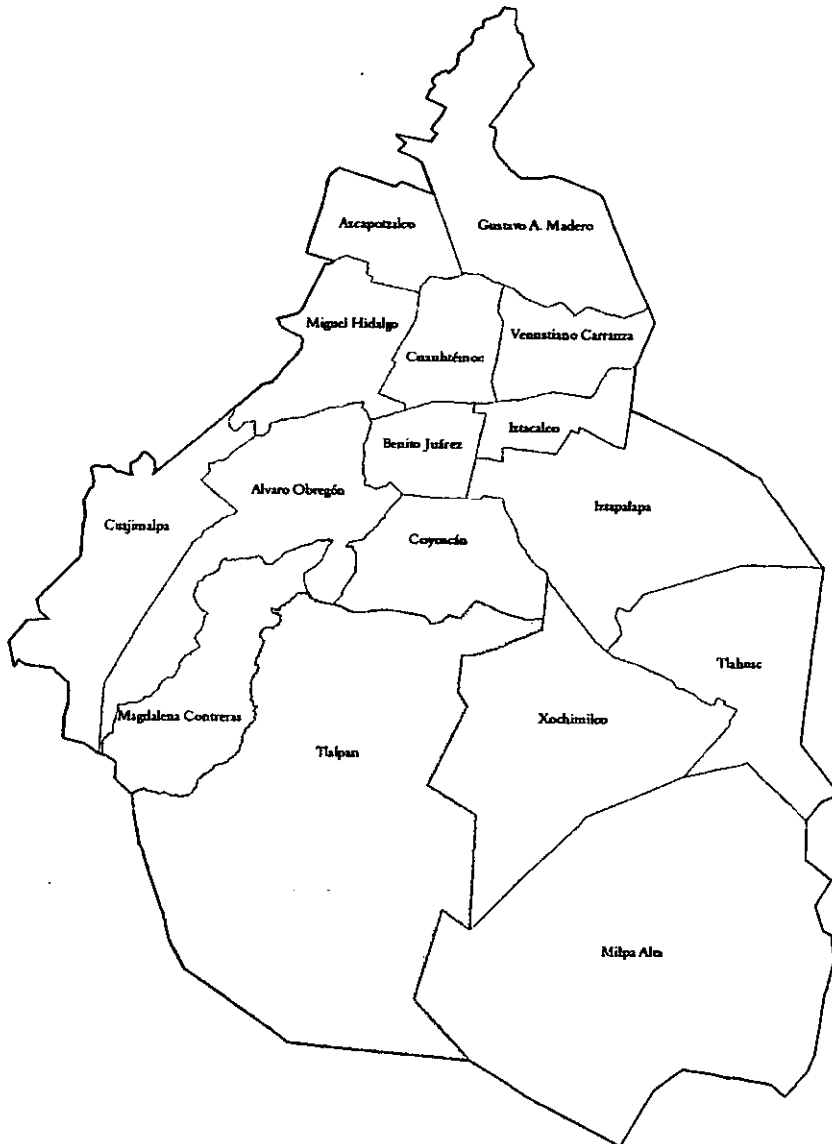 Azcapotzalco
Gustavo A. Madero
Miguel Hidalgo
Venustiano Carranza
Cuauhtémoc
Iztacalco
Benito Juárez
Alvaro Obregón
Iztapalapa
Cuajimalpa
Coyoacán
Tlahuac
Magdalena Contreras
Xochimilco
Tlalpan
Milpa Alta